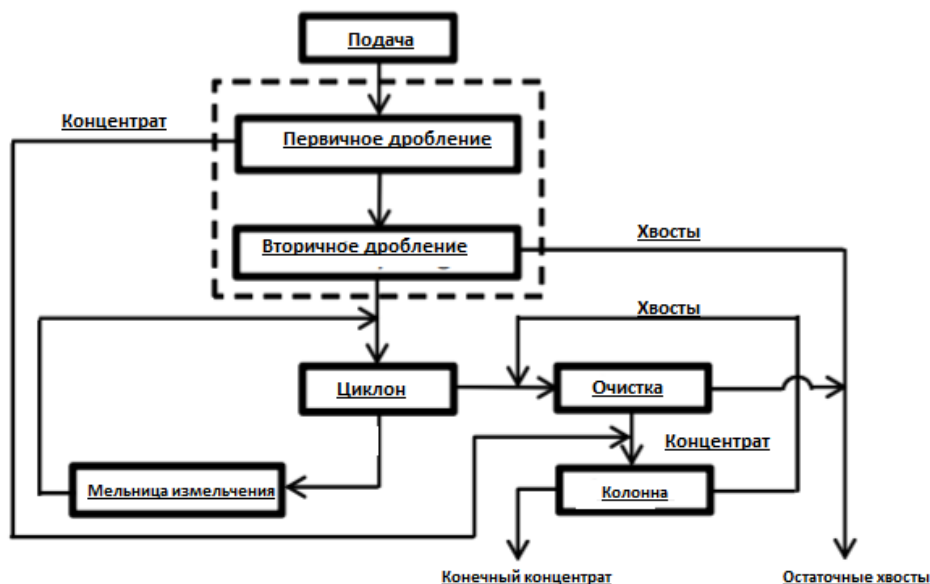 Подача
Концентрат
Первичное дробление
Вторичное дробление
Хвосты
Хвосты
Циклон
Очистка
Концентрат
Мельница измельчения
Колонна
Конечный концентрат
Остаточные хвосты